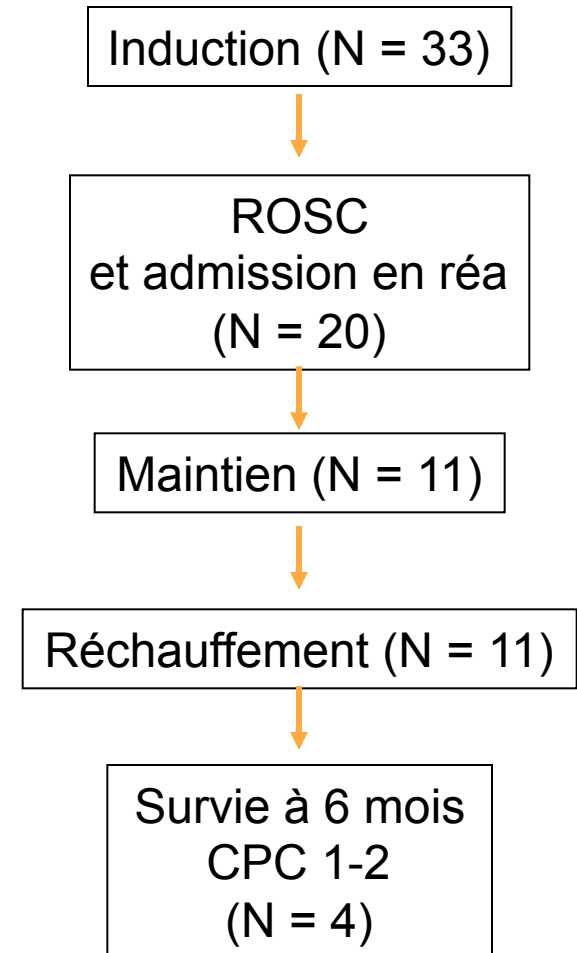 Induction (N = 33)
ROSC
et admission en réa
(N = 20)
Maintien (N = 11)
Réchauffement (N = 11)
Survie à 6 mois
CPC 1-2
(N = 4)